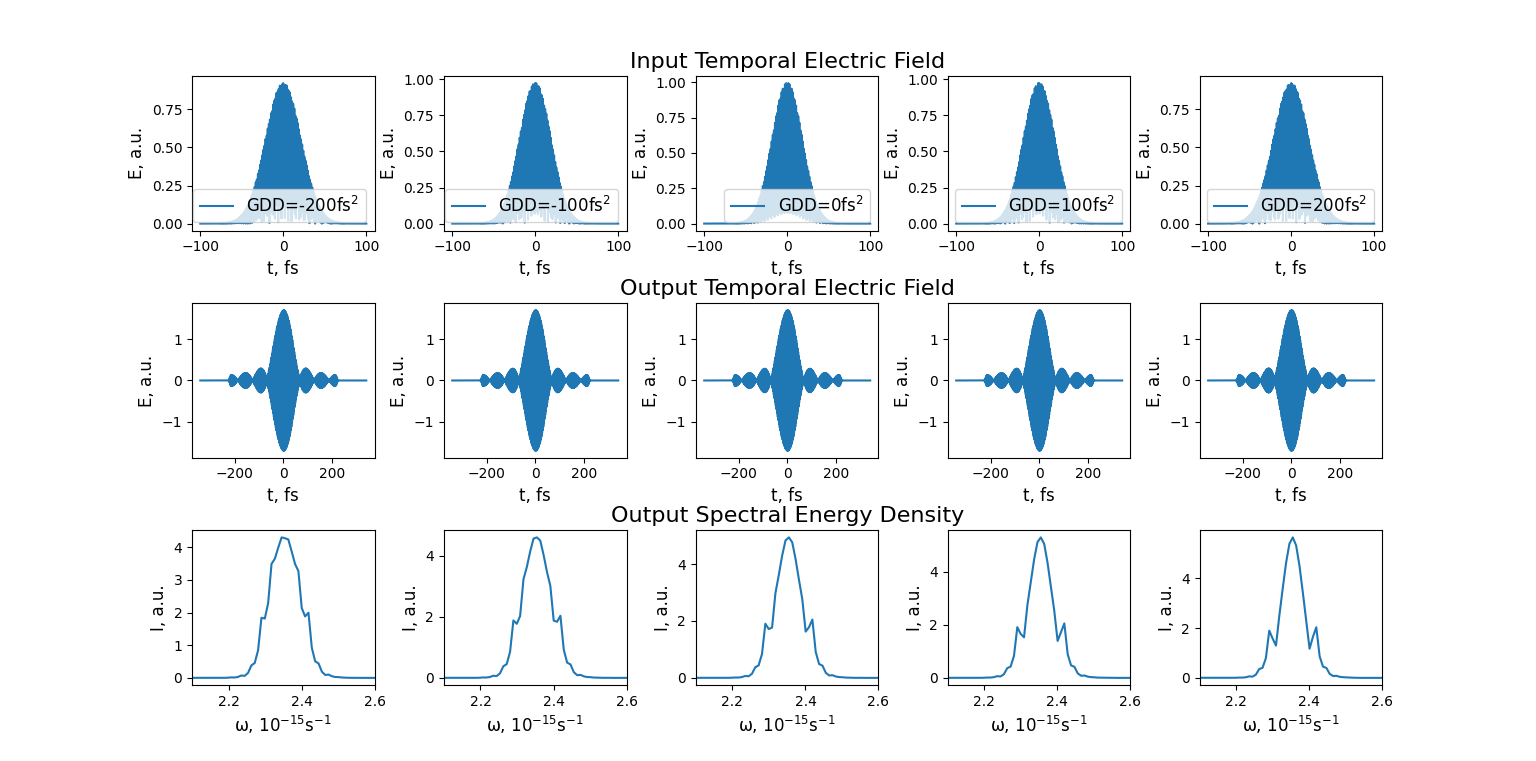 Input Temporal Electric Field
E, a.u. 0.75 0.50 0.25 0.00 −100 0 100 t, fs GDD=-200fs²
E, a.u. 1.00 0.75 0.50 0.25 0.00 −100 0 100 t, fs GDD=-100fs²
E, a.u. 1.00 0.75 0.50 0.25 0.00 −100 0 100 t, fs GDD=0fs²
E, a.u. 1.00 0.75 0.50 0.25 0.00 −100 0 100 t, fs GDD=100fs²
E, a.u. 0.75 0.50 0.25 0.00 −100 0 100 t, fs GDD=200fs²
Output Temporal Electric Field
E, a.u. 1 0 −1 −200 0 200 t, fs
E, a.u. 1 0 −1 −200 0 200 t, fs
E, a.u. 1 0 −1 −200 0 200 t, fs
E, a.u. 1 0 −1 −200 0 200 t, fs
E, a.u. 1 0 −1 −200 0 200 t, fs
Output Spectral Energy Density
I, a.u. 4 3 2 1 0 2.2 2.4 2.6 ω, 10⁻¹⁵s⁻¹
I, a.u. 4 2 0 2.2 2.4 2.6 ω, 10⁻¹⁵s⁻¹
I, a.u. 4 2 0 2.2 2.4 2.6 ω, 10⁻¹⁵s⁻¹
I, a.u. 4 2 0 2.2 2.4 2.6 ω, 10⁻¹⁵s⁻¹
I, a.u. 4 2 0 2.2 2.4 2.6 ω, 10⁻¹⁵s⁻¹